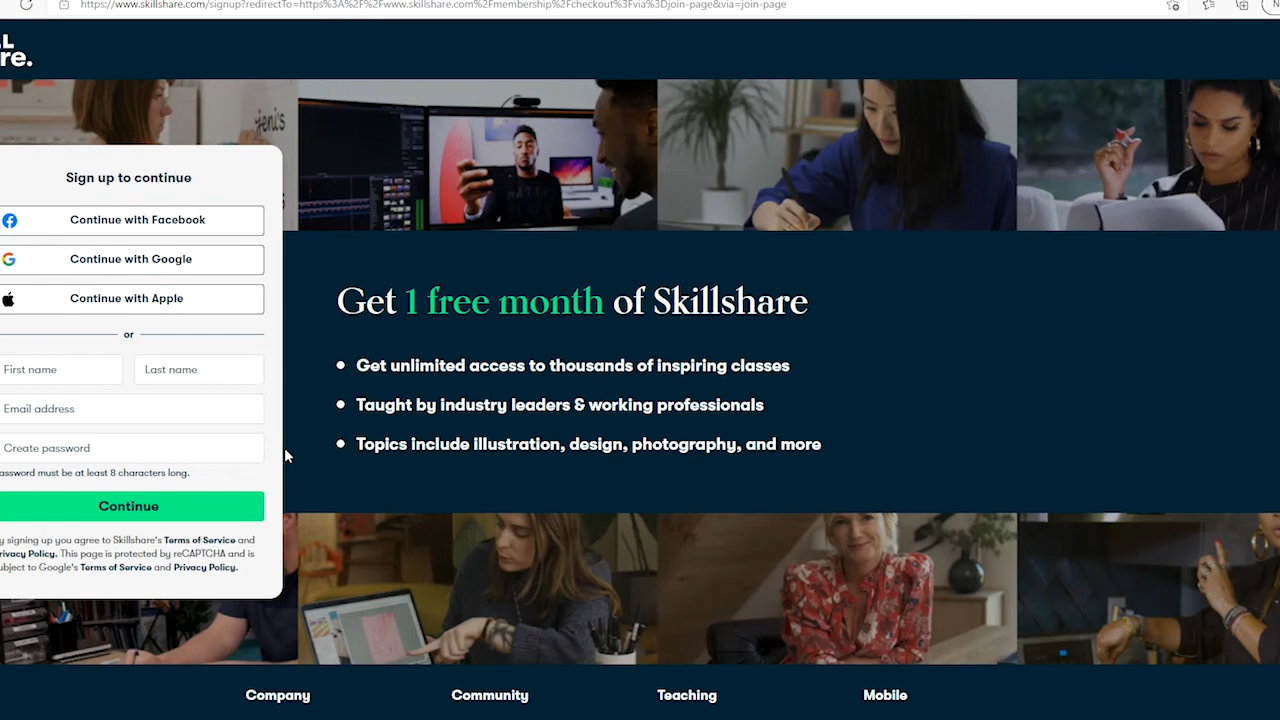 https://www.skillshare.com/signup?redirectTo=https%3A%2F%2Fwww.skillshare.com%2Fmembership%2Fcheckout%3Fvia%3Djoin-page&via=join-page
LL
re.
Sign up to continue
Continue with Facebook
Continue with Google
Continue with Apple
or
First name
Last name
Email address
Create password
assword must be at least 8 characters long.
Continue
y signing up you agree to Skillshare's Terms of Service and
rivacy Policy. This page is protected by reCAPTCHA and is
ubject to Google's Terms of Service and Privacy Policy.
Get 1 free month of Skillshare
• Get unlimited access to thousands of inspiring classes
• Taught by industry leaders & working professionals
• Topics include illustration, design, photography, and more
Company
Community
Teaching
Mobile